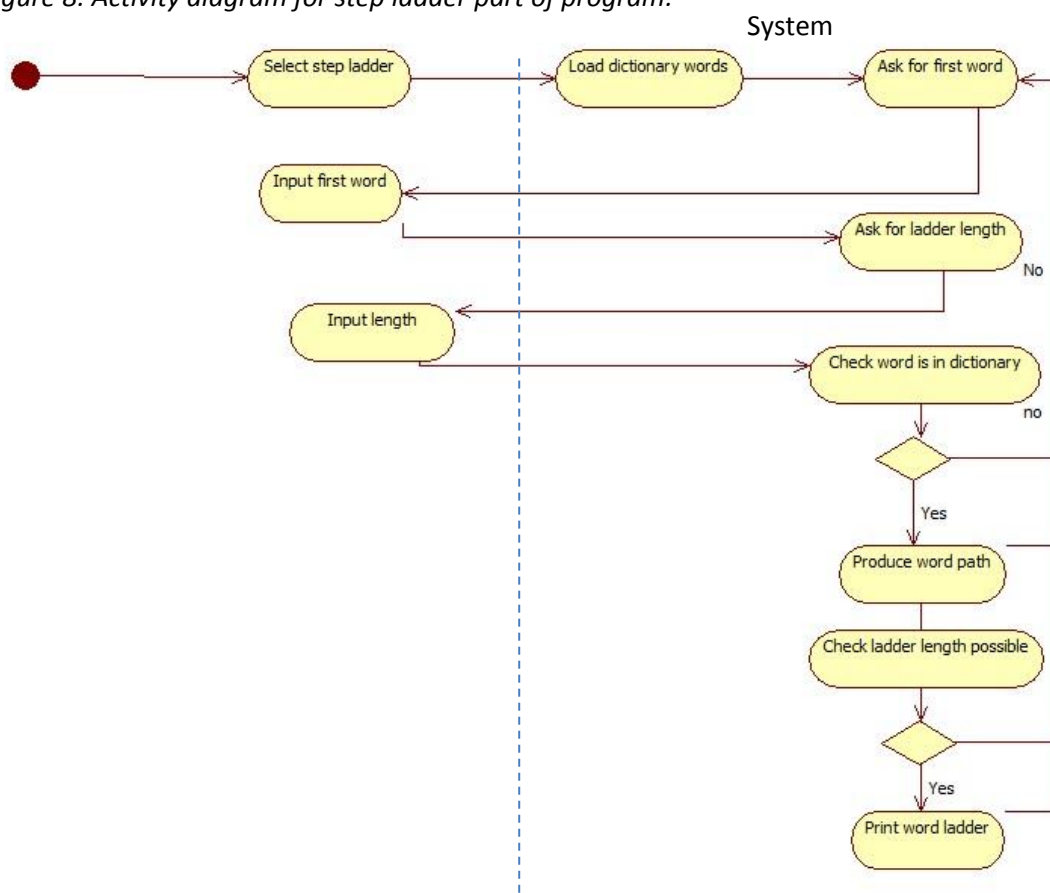 gure 8: Activity diagram for step ladder part of program.
System
Select step ladder
Load dictionary words
Ask for first word
Input first word
Ask for ladder length
No
Input length
Check word is in dictionary
no
Yes
Produce word path
Check ladder length possible
Yes
Print word ladder